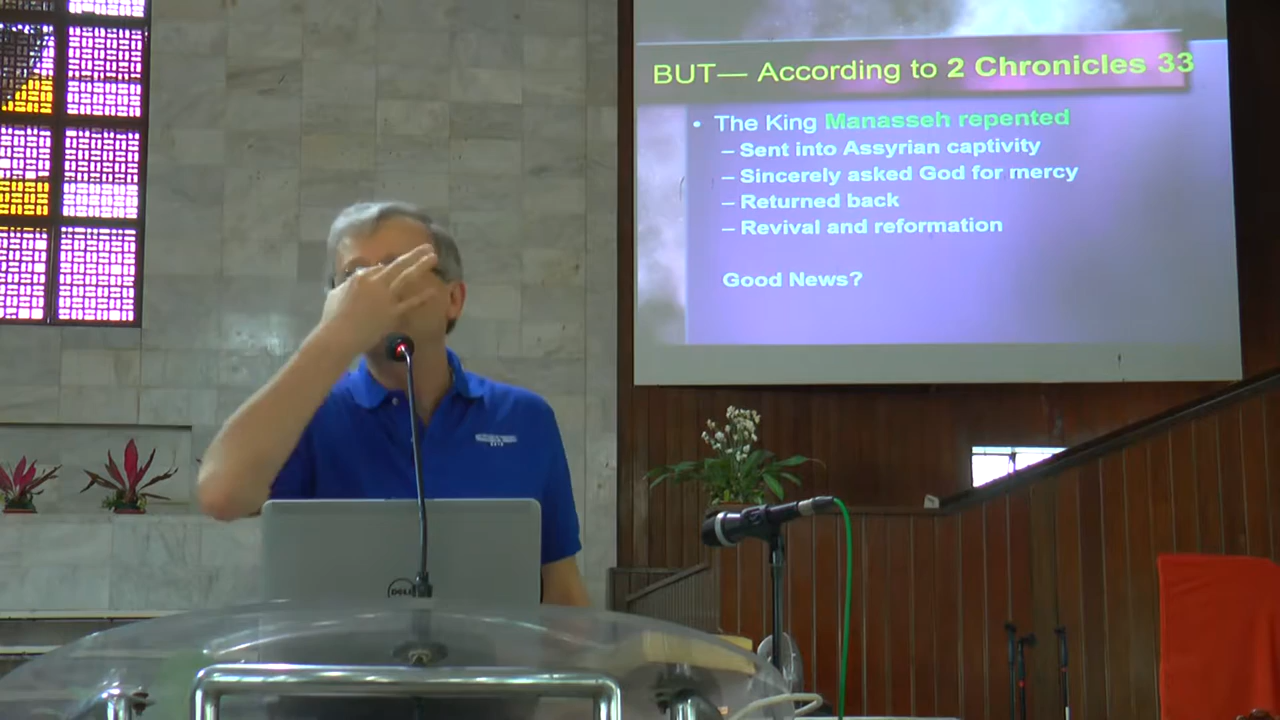 BUT— According to 2 Chronicles 33
• The King Manasseh repented
– Sent into Assyrian captivity
– Sincerely asked God for mercy
– Returned back
– Revival and reformation
Good News?
DELL